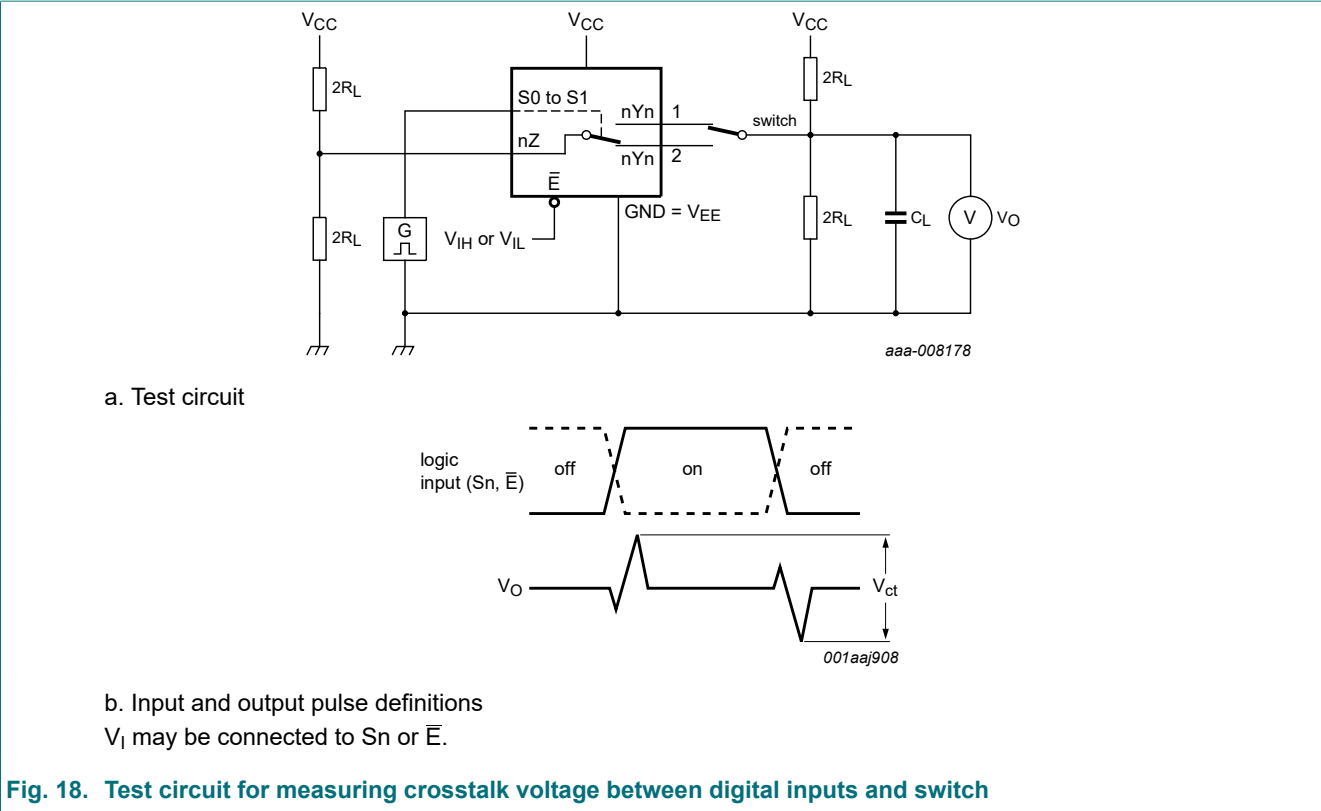 VCC VCC VCC
2RL 2RL
S0 to S1
nYn 1
switch
nZ
nYn 2
E̅
GND = VEE
2RL G VIH or VIL 2RL CL V VO
aaa-008178
a. Test circuit
logic
input (Sn, E̅)
off on off
VO Vct
001aaj908
b. Input and output pulse definitions
VI may be connected to Sn or E̅.
Fig. 18. Test circuit for measuring crosstalk voltage between digital inputs and switch